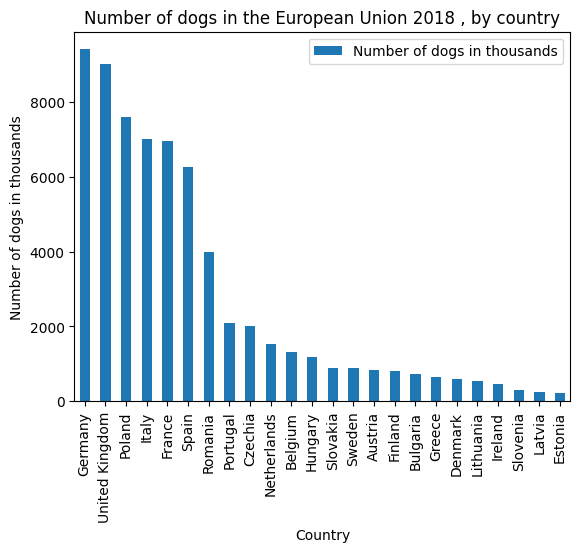 Number of dogs in the European Union 2018 , by country
Number of dogs in thousands
Number of dogs in thousands
8000
6000
4000
2000
0
Germany
United Kingdom
Poland
Italy
France
Spain
Romania
Portugal
Czechia
Netherlands
Belgium
Hungary
Slovakia
Sweden
Austria
Finland
Bulgaria
Greece
Denmark
Lithuania
Ireland
Slovenia
Latvia
Estonia
Country